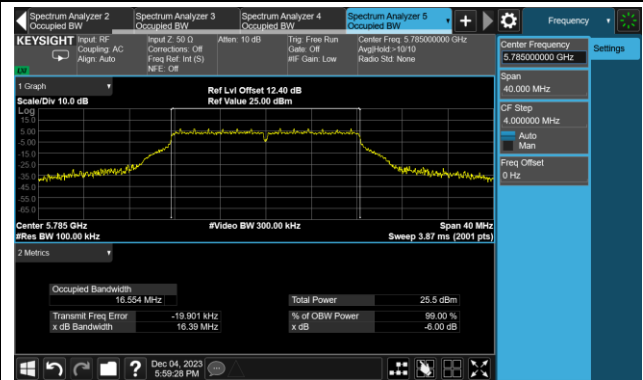 Spectrum Analyzer 2
Occupied BW
Spectrum Analyzer 3
Occupied BW
Spectrum Analyzer 4
Occupied BW
Spectrum Analyzer 5
Occupied BW
Frequency
KEYSIGHT
Input: RF
Coupling: AC
Align: Auto
Input Z: 50 Ω
Corrections: Off
Freq Ref: Int (S)
NFE: Off
Atten: 10 dB
Trig: Free Run
Gate: Off
#IF Gain: Low
Center Freq: 5.785000000 GHz
Avg|Hold:>10/10
Radio Std: None
Center Frequency
5.785000000 GHz
Settings
Span
40.000 MHz
CF Step
4.000000 MHz
Auto
Man
Freq Offset
0 Hz
1 Graph
Scale/Div 10.0 dB
Ref Lvl Offset 12.40 dB
Ref Value 25.00 dBm
Log
15.0
5.00
-5.00
-15.0
-25.0
-35.0
-45.0
-55.0
-65.0
Center 5.785 GHz
#Res BW 100.00 kHz
#Video BW 300.00 kHz
Span 40 MHz
Sweep 3.87 ms (2001 pts)
2 Metrics
Occupied Bandwidth
16.554 MHz
Total Power 25.5 dBm
Transmit Freq Error -19.901 kHz
% of OBW Power 99.00 %
x dB Bandwidth 16.39 MHz
x dB -6.00 dB
Dec 04, 2023
5:59:28 PM